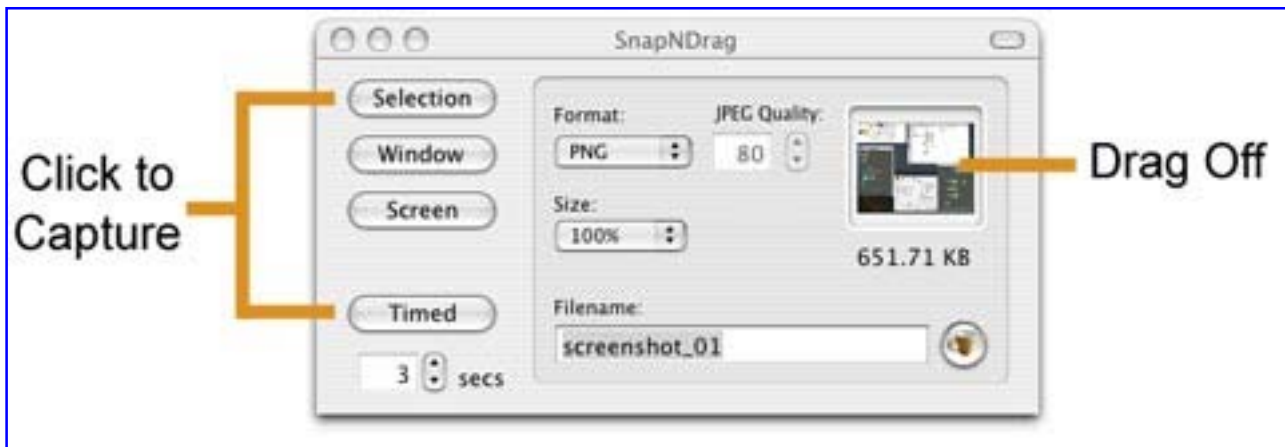 SnapNDrag
Click to
Capture
Selection
Window
Screen
Timed
3 secs
Format:
PNG
JPEG Quality:
80
Size:
100%
651.71 KB
Filename:
screenshot_01
Drag Off